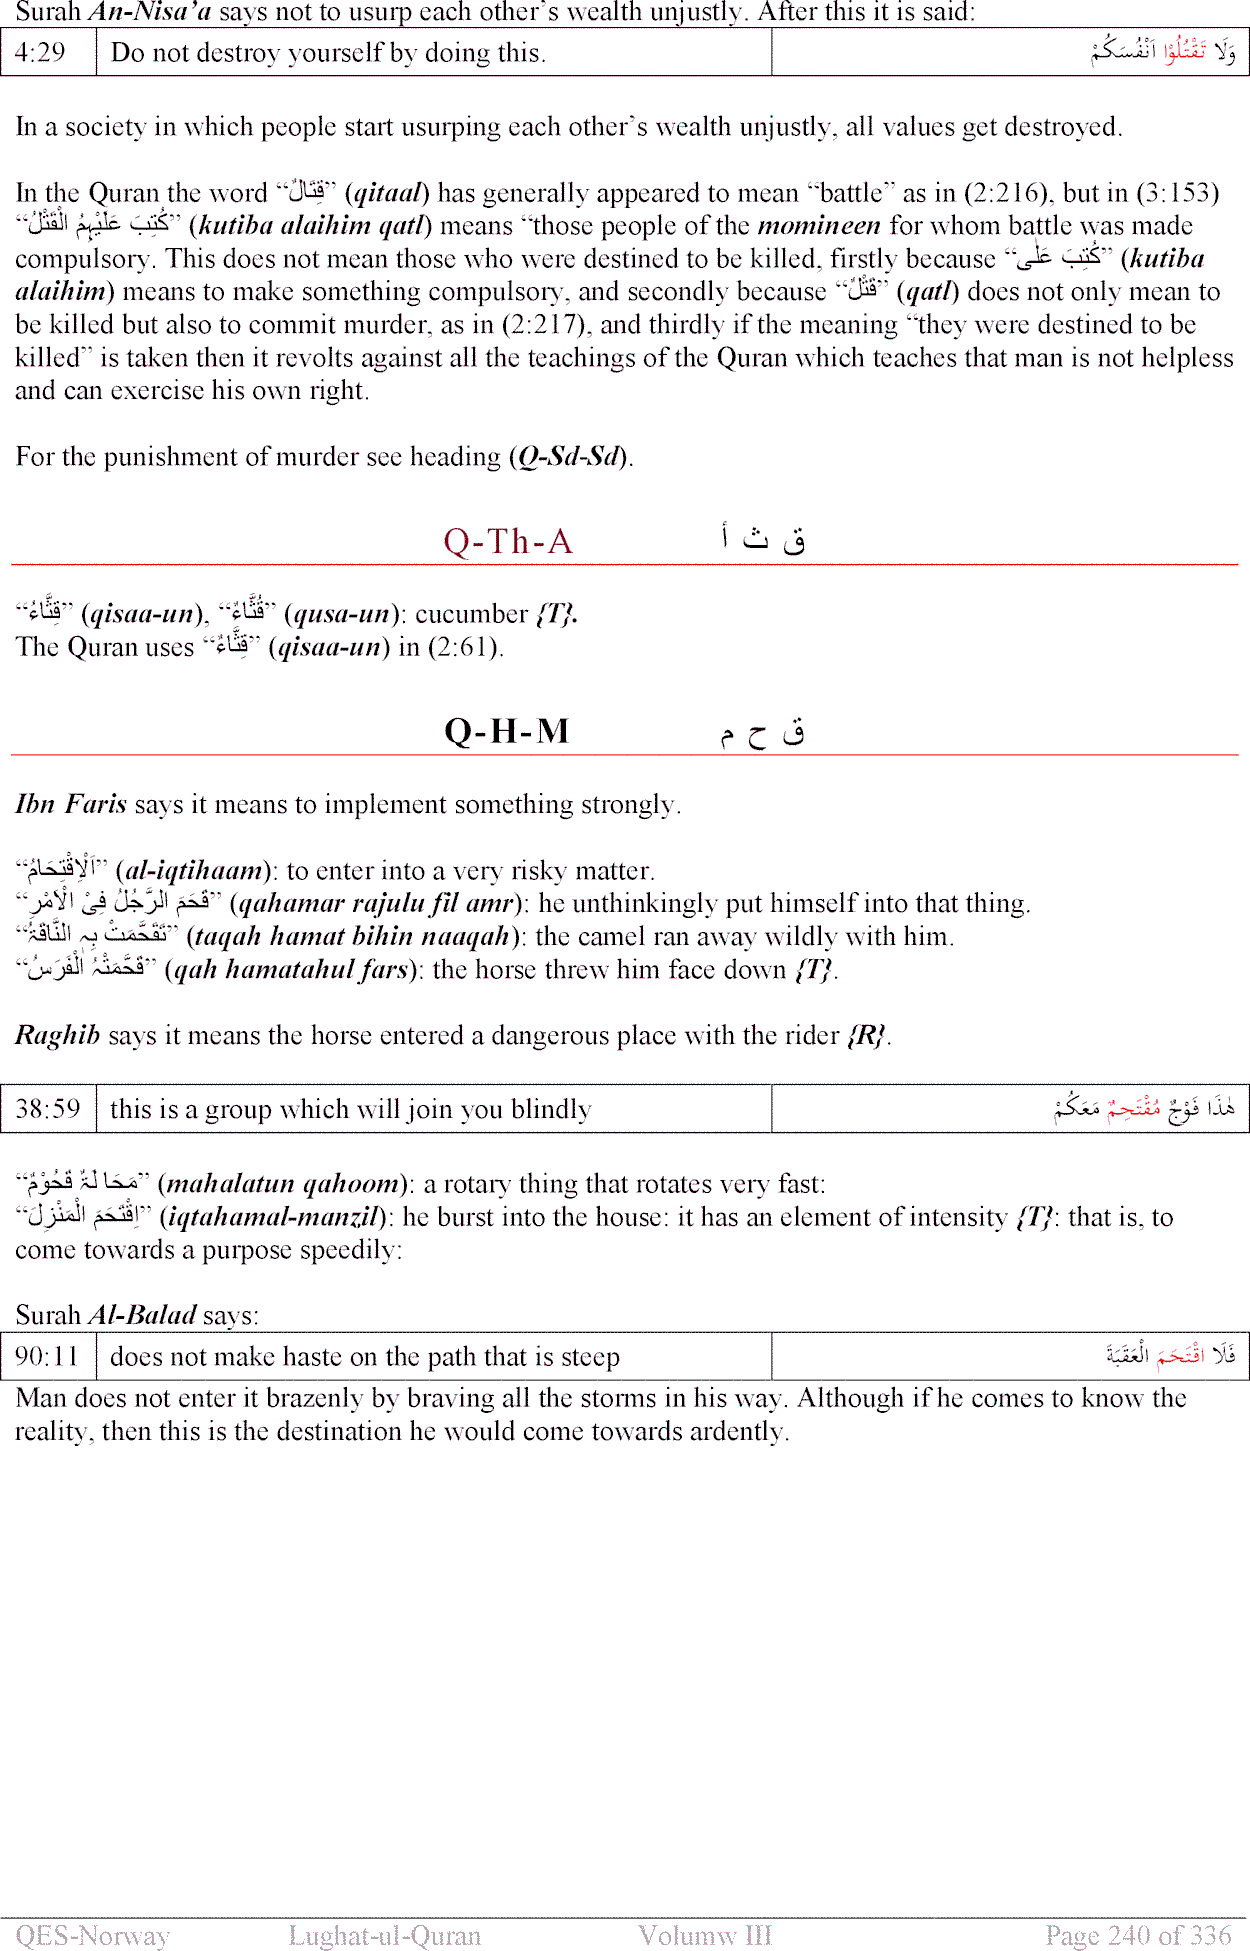 Surah An-Nisa’a says not to usurp each other’s wealth unjustly. After this it is said:
4:29 Do not destroy yourself by doing this. وَلَا تَقْتُلُوْا اَنْفُسَكُمْ
In a society in which people start usurping each other’s wealth unjustly, all values get destroyed.
In the Quran the word “قِتَالٌ” (qitaal) has generally appeared to mean “battle” as in (2:216), but in (3:153)
“كُتِبَ عَلَيْهِمُ الْقَتْلُ” (kutiba alaihim qatl) means “those people of the momineen for whom battle was made
compulsory. This does not mean those who were destined to be killed, firstly because “كُتِبَ عَلٰى” (kutiba
alaihim) means to make something compulsory, and secondly because “قَتْلٌ” (qatl) does not only mean to
be killed but also to commit murder, as in (2:217), and thirdly if the meaning “they were destined to be
killed” is taken then it revolts against all the teachings of the Quran which teaches that man is not helpless
and can exercise his own right.
For the punishment of murder see heading (Q-Sd-Sd).
Q-Th-A ق ث أ
“قِثَّاءٌ” (qisaa-un), “قُثَّاءٌ” (qusa-un): cucumber {T}.
The Quran uses “قِثَّاءٌ” (qisaa-un) in (2:61).
Q-H-M ق ح م
Ibn Faris says it means to implement something strongly.
“اَلْاِقْتِحَامُ” (al-iqtihaam): to enter into a very risky matter.
“قَحَمَ الرَّجُلُ فِیْ الْاَمْرِ” (qahamar rajulu fil amr): he unthinkingly put himself into that thing.
“تَقَحَّمَتْ بِہِ النَّاقَۃُ” (taqah hamat bihin naaqah): the camel ran away wildly with him.
“قَحَّمَتْہُ الْفَرَسُ” (qah hamatahul fars): the horse threw him face down {T}.
Raghib says it means the horse entered a dangerous place with the rider {R}.
38:59 this is a group which will join you blindly هٰذَا فَوْجٌ مُقْتَحِمٌ مَعَكُمْ
“مَحَا لَۃٌ قَحُوْمٌ” (mahalatun qahoom): a rotary thing that rotates very fast:
“اِقْتَحَمَ الْمَنْزِلَ” (iqtahamal-manzil): he burst into the house: it has an element of intensity {T}: that is, to
come towards a purpose speedily:
Surah Al-Balad says:
90:11 does not make haste on the path that is steep فَلَا اقْتَحَمَ الْعَقَبَةَ
Man does not enter it brazenly by braving all the storms in his way. Although if he comes to know the
reality, then this is the destination he would come towards ardently.
QES-Norway Lughat-ul-Quran Volumw III Page 240 of 336